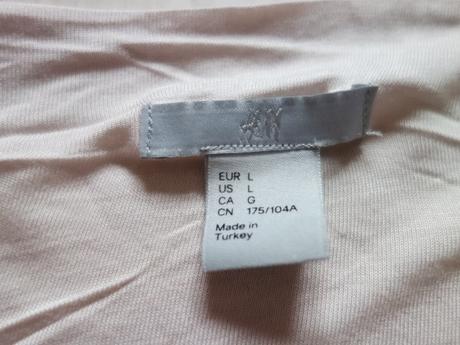 H&M
EUR L
US L
CA G
CN 175/104A
Made in
Turkey